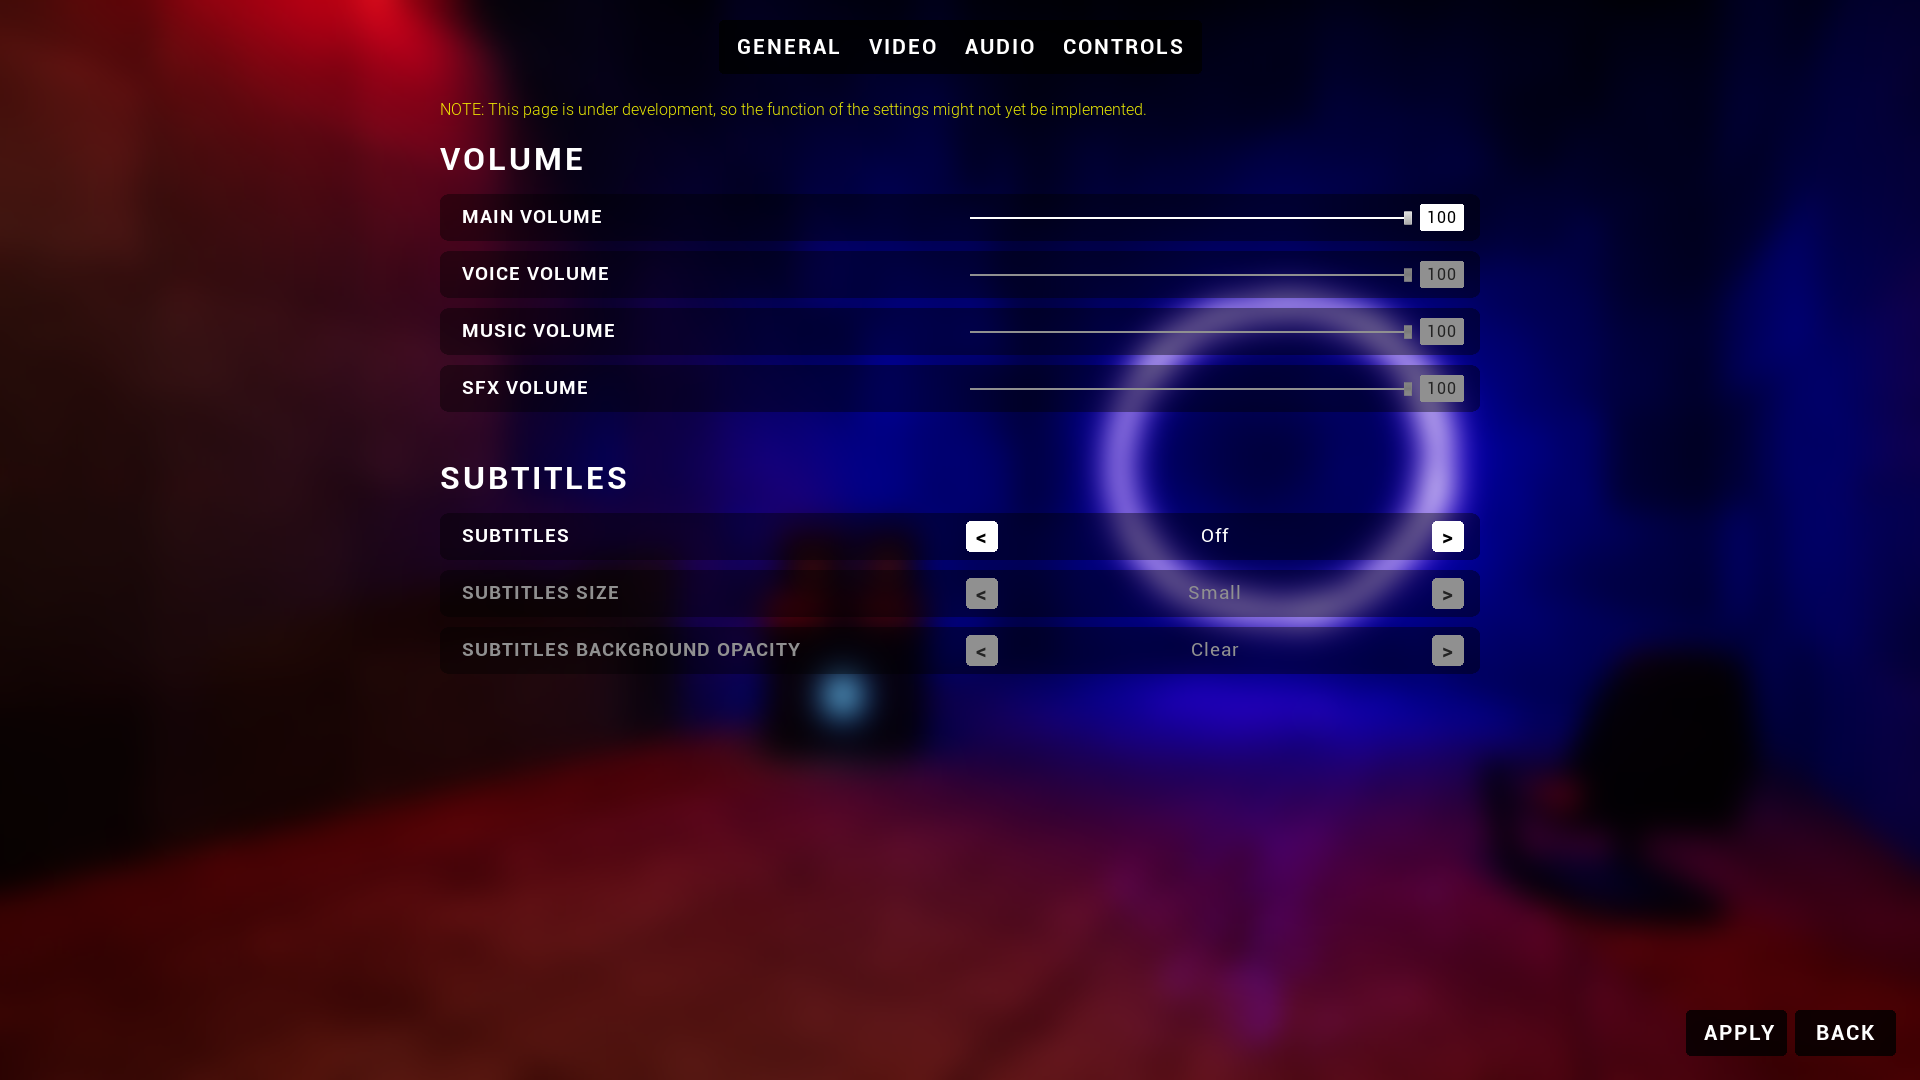 GENERAL VIDEO AUDIO CONTROLS
NOTE: This page is under development, so the function of the settings might not yet be implemented.
VOLUME
MAIN VOLUME 100
VOICE VOLUME 100
MUSIC VOLUME 100
SFX VOLUME 100
SUBTITLES
SUBTITLES < Off >
SUBTITLES SIZE < Small >
SUBTITLES BACKGROUND OPACITY < Clear >
APPLY BACK